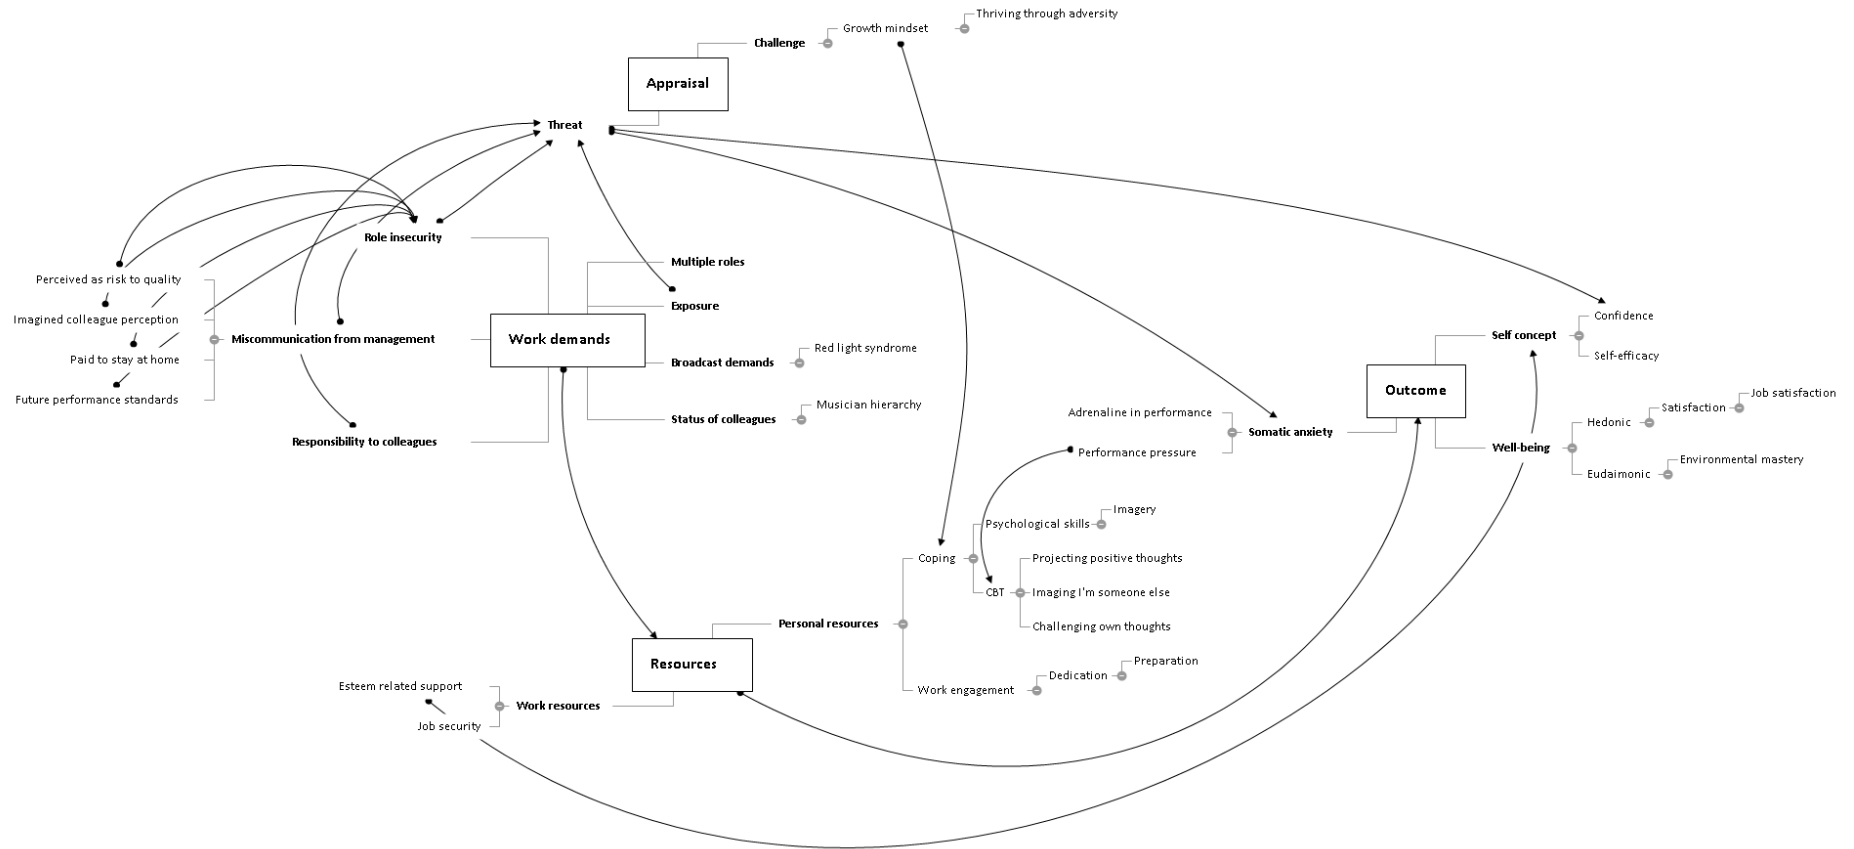 Thriving through adversity
Growth mindset
Challenge
Appraisal
Threat
Role insecurity
Multiple roles
Perceived as risk to quality
Exposure
Imagined colleague perception
Miscommunication from management
Work demands
Paid to stay at home
Future performance standards
Responsibility to colleagues
Broadcast demands
Red light syndrome
Status of colleagues
Musician hierarchy
Confidence
Self concept
Self-efficacy
Outcome
Adrenaline in performance
Somatic anxiety
Performance pressure
Well-being
Hedonic
Satisfaction
Job satisfaction
Eudaimonic
Environmental mastery
Psychological skills
Imagery
Coping
Projecting positive thoughts
CBT
Imaging I'm someone else
Challenging own thoughts
Personal resources
Resources
Work engagement
Dedication
Preparation
Esteem related support
Work resources
Job security